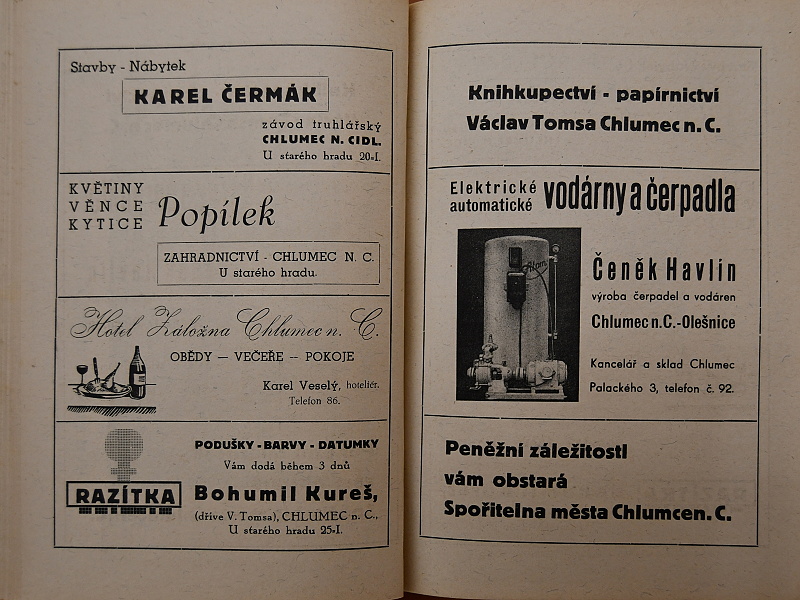 Stavby - Nábytek
KAREL ČERMÁK
závod truhlářský
CHLUMEC N. CIDL.
U starého hradu 20-I.
KVĚTINY
VĚNCE
KYTICE
Popílek
ZAHRADNICTVÍ - CHLUMEC N. C.
U starého hradu.
Hotel Záložna Chlumec n. C.
OBĚDY — VEČEŘE — POKOJE
Karel Veselý, hoteliér.
Telefon 86.
PODUŠKY - BARVY - DATUMKY
Vám dodá během 3 dnů
RAZÍTKA
Bohumil Kureš,
(dříve V. Tomsa), CHLUMEC n. C.,
U starého hradu 25-I.
Knihkupectví - papírnictví
Václav Tomsa Chlumec n. C.
Elektrické
automatické
vodárny a čerpadla
Čeněk Havlín
výroba čerpadel a vodáren
Chlumec n.C.-Olešnice
Kancelář a sklad Chlumec
Palackého 3, telefon č. 92.
Peněžní záležitosti
vám obstará
Spořitelna města Chlumcen. C.